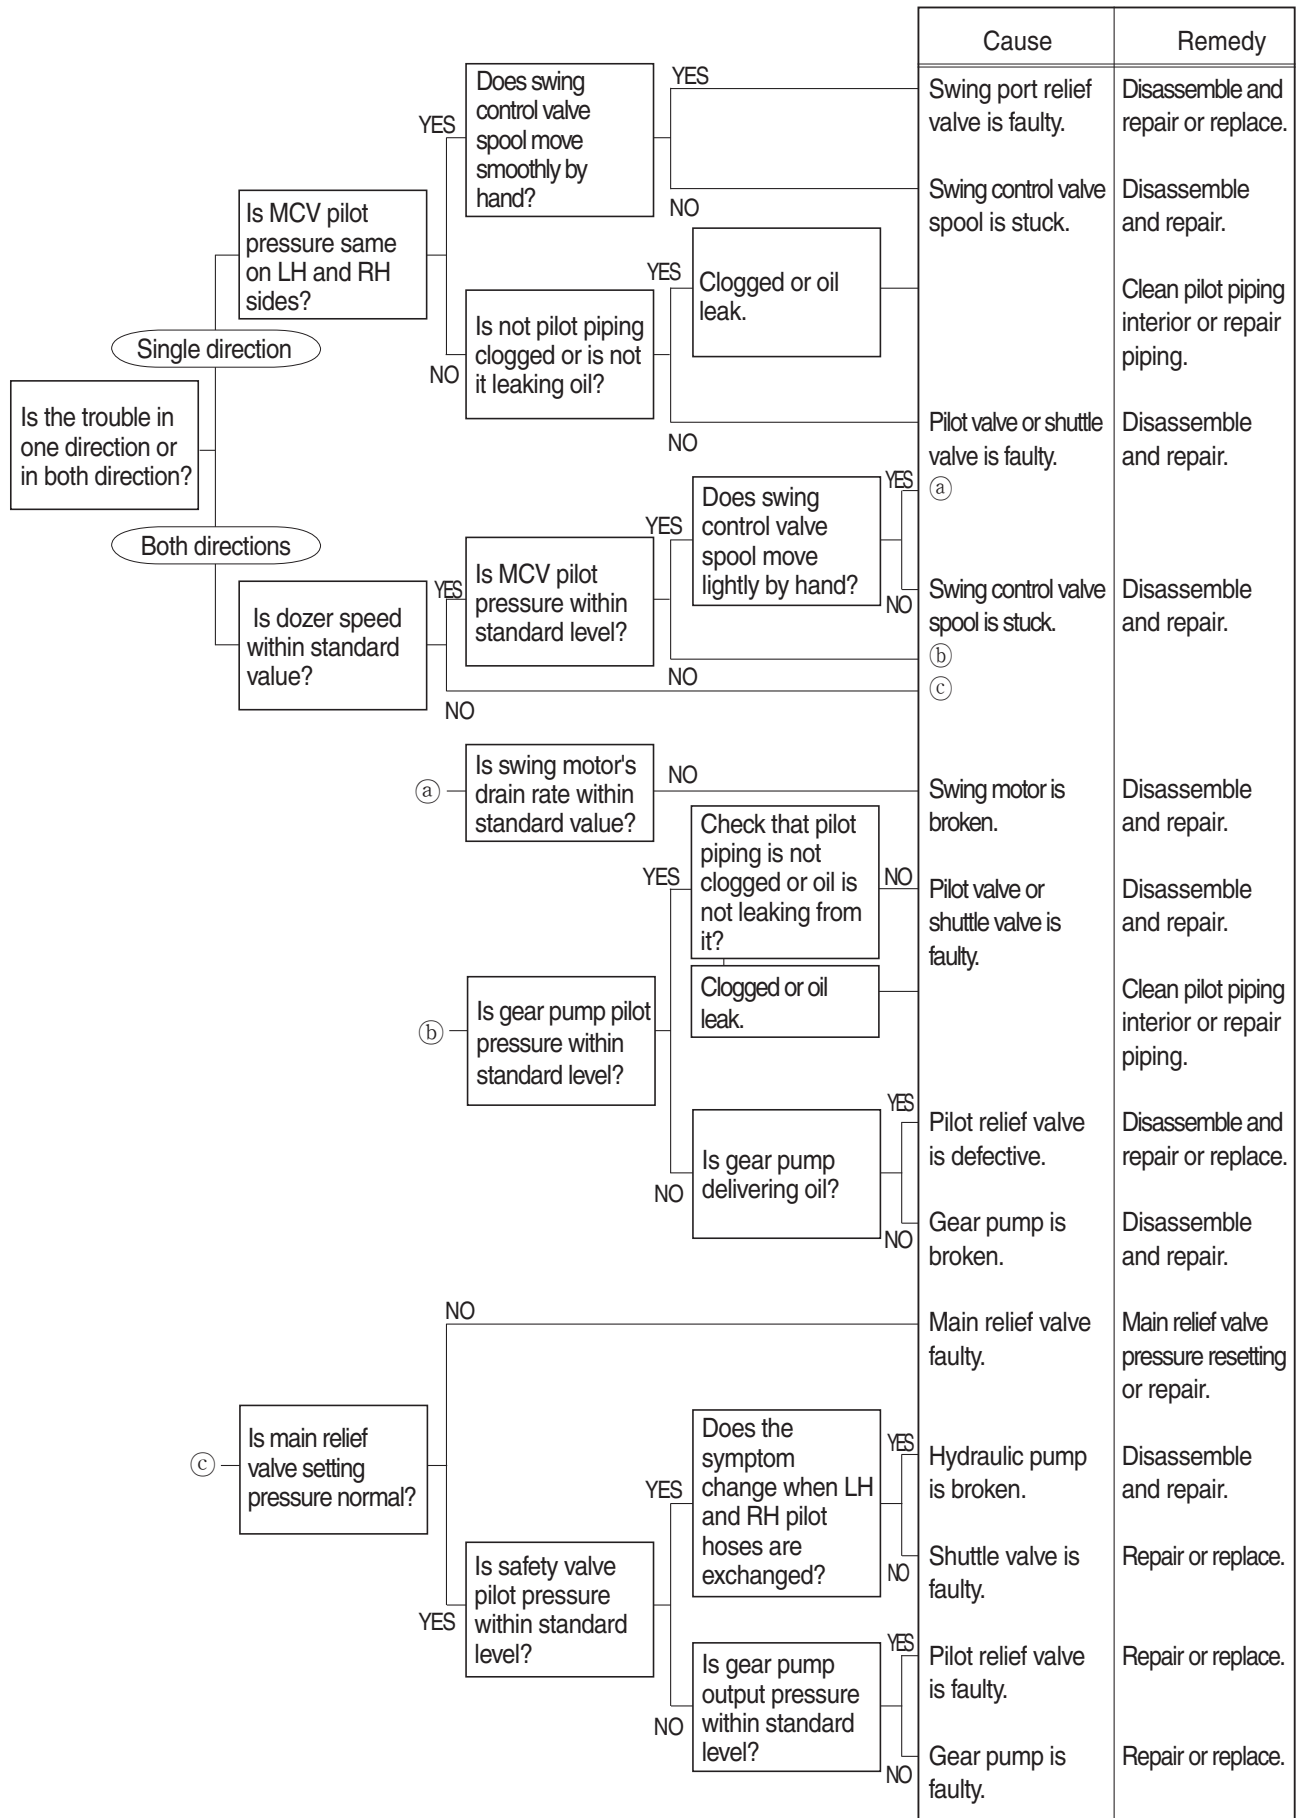 Cause
Remedy
YES
Does swing
control valve
spool move
smoothly by
hand?
YES
Swing port relief
valve is faulty.
Disassemble and
repair or replace.
NO
Swing control valve
spool is stuck.
Disassemble
and repair.
Is MCV pilot
pressure same
on LH and RH
sides?
Single direction
NO
Is not pilot piping
clogged or is not
it leaking oil?
YES
Clogged or oil
leak.
Clean pilot piping
interior or repair
piping.
NO
Pilot valve or shuttle
valve is faulty.
Disassemble
and repair.
Is the trouble in
one direction or
in both direction?
Both directions
Is dozer speed
within standard
value?
YES
Is MCV pilot
pressure within
standard level?
YES
Does swing
control valve
spool move
lightly by hand?
YES
ⓐ
NO
Swing control valve
spool is stuck.
Disassemble
and repair.
NO
ⓑ
NO
ⓒ
ⓐ
Is swing motor's
drain rate within
standard value?
NO
Swing motor is
broken.
Disassemble
and repair.
ⓑ
Is gear pump pilot
pressure within
standard level?
YES
Check that pilot
piping is not
clogged or oil is
not leaking from
it?
NO
Pilot valve or
shuttle valve is
faulty.
Disassemble
and repair.
Clogged or oil
leak.
Clean pilot piping
interior or repair
piping.
NO
Is gear pump
delivering oil?
YES
Pilot relief valve
is defective.
Disassemble and
repair or replace.
NO
Gear pump is
broken.
Disassemble
and repair.
ⓒ
Is main relief
valve setting
pressure normal?
NO
Main relief valve
faulty.
Main relief valve
pressure resetting
or repair.
YES
Is safety valve
pilot pressure
within standard
level?
YES
Does the
symptom
change when LH
and RH pilot
hoses are
exchanged?
YES
Hydraulic pump
is broken.
Disassemble
and repair.
NO
Shuttle valve is
faulty.
Repair or replace.
NO
Is gear pump
output pressure
within standard
level?
YES
Pilot relief valve
is faulty.
Repair or replace.
NO
Gear pump is
faulty.
Repair or replace.